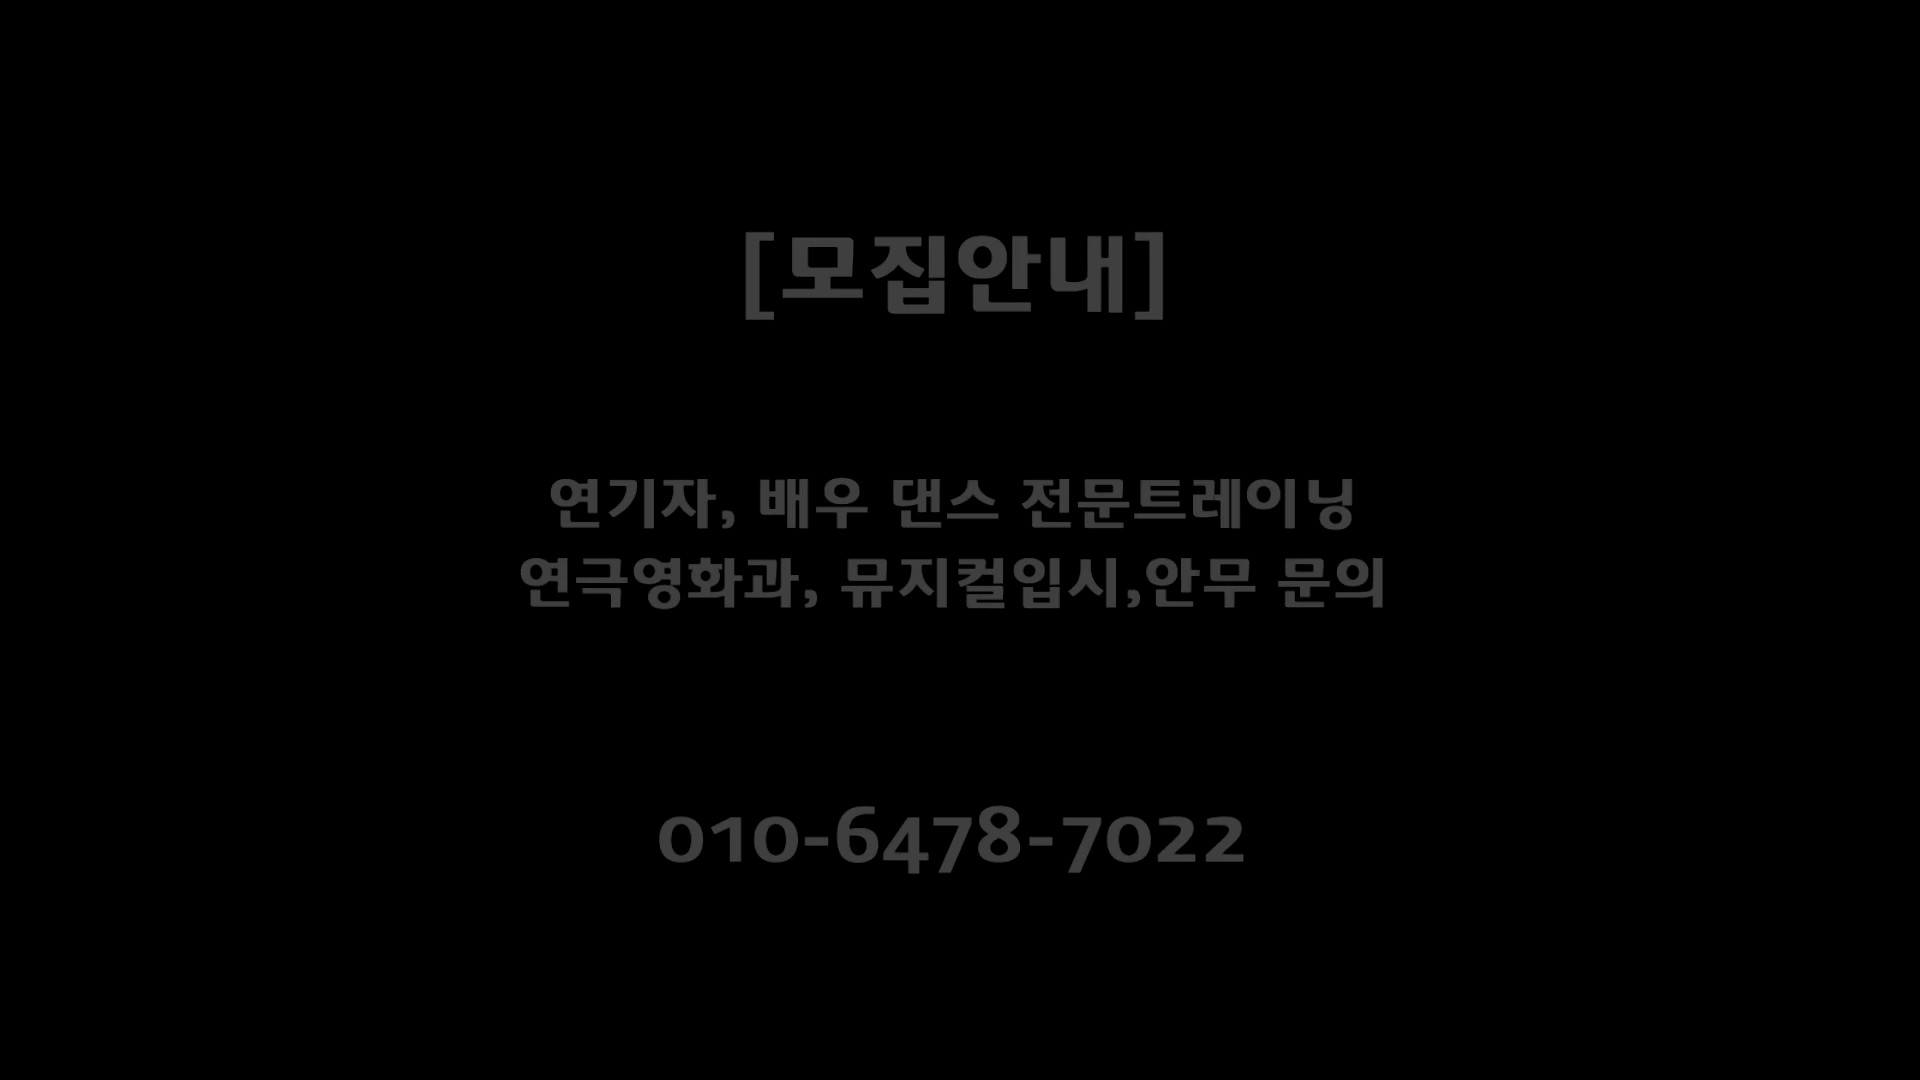 [모집안내]
연기자, 배우 댄스 전문트레이닝
연극영화과, 뮤지컬입시,안무 문의
010-6478-7022